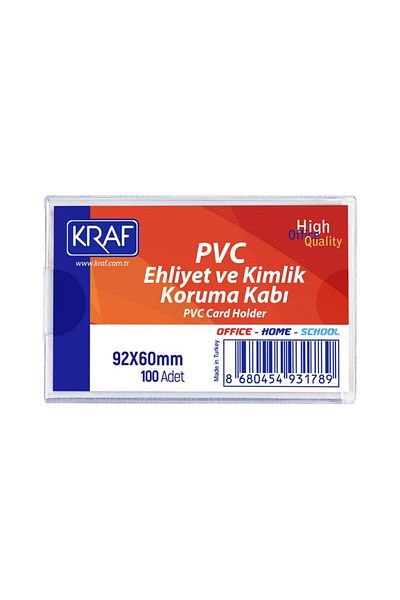 KRAF
www.kraf.com.tr
High
Office
Quality
PVC
Ehliyet ve Kimlik
Koruma Kabı
PVC Card Holder
OFFICE - HOME - SCHOOL
92X60mm
100 Adet
Made in Turkey
8 680454 931789